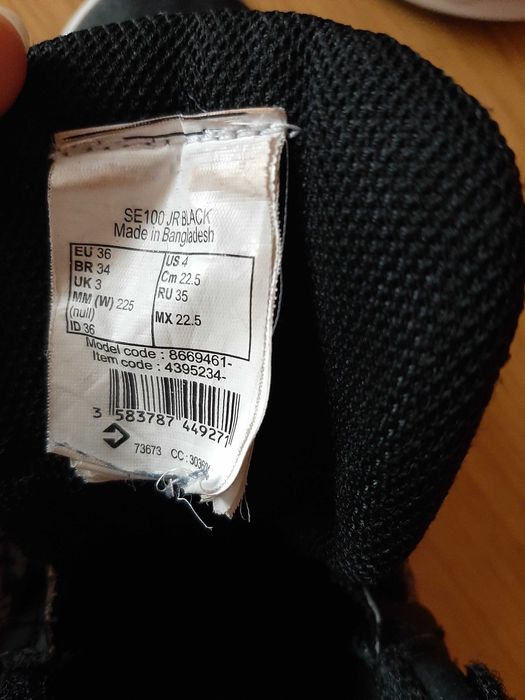 SE100 JR BLACK
Made in Bangladesh
EU 36
BR 34
UK 3
MM (W) 225
(null)
ID 36
US 4
Cm 22.5
RU 35
MX 22.5
Model code : 8669461-
Item code : 4395234-
3 583787 449271
73673 CC :